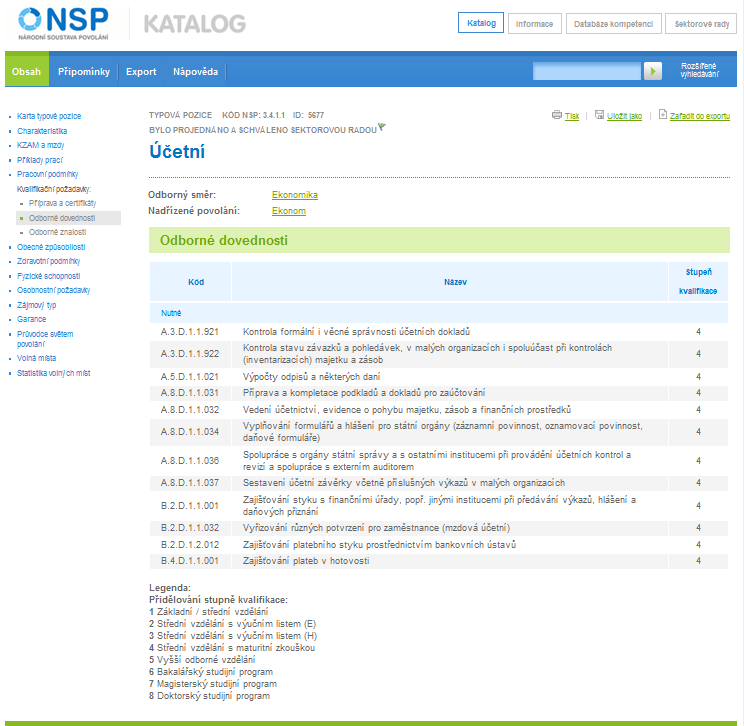 NSP
NÁRODNÍ SOUSTAVA POVOLÁNÍ
KATALOG
Katalog
Informace
Databáze kompetencí
Sektorové rady
Obsah
Připomínky
Export
Nápověda
Rozšířené
vyhledávání
Karta typové pozice
Charakteristika
KZAM a mzdy
Příklady prací
Pracovní podmínky
Kvalifikační požadavky:
Příprava a certifikáty
Odborné dovednosti
Odborné znalosti
Obecné způsobilosti
Zdravotní podmínky
Fyzické schopnosti
Osobnostní požadavky
Zájmový typ
Garance
Průvodce světem
povolání
Volná místa
Statistika volných míst
TYPOVÁ POZICE KÓD NSP: 3.4.1.1 ID: 5677
BYLO PROJEDNÁNO A SCHVÁLENO SEKTOROVOU RADOU
Tisk
Uložit jako
Zařadit do exportu
Účetní
Odborný směr: Ekonomika
Nadřízené povolání: Ekonom
Odborné dovednosti
Kód Název Stupeň
kvalifikace
Nutné
A.3.D.1.1.921 Kontrola formální i věcné správnosti účetních dokladů 4
A.3.D.1.1.922 Kontrola stavu závazků a pohledávek, v malých organizacích i spoluúčast při kontrolách 4
(inventarizacích) majetku a zásob
A.5.D.1.1.021 Výpočty odpisů a některých daní 4
A.8.D.1.1.031 Příprava a kompletace podkladů a dokladů pro zaúčtování 4
A.8.D.1.1.032 Vedení účetnictví, evidence o pohybu majetku, zásob a finančních prostředků 4
A.8.D.1.1.034 Vyplňování formulářů a hlášení pro státní orgány (záznamní povinnost, oznamovací povinnost, 4
daňové formuláře)
A.8.D.1.1.036 Spolupráce s orgány státní správy a s ostatními institucemi při provádění účetních kontrol a 4
revizí a spolupráce s externím auditorem
A.8.D.1.1.037 Sestavení účetní závěrky včetně příslušných výkazů v malých organizacích 4
B.2.D.1.1.001 Zajišťování styku s finančními úřady, popř. jinými institucemi při předávání výkazů, hlášení a 4
daňových přiznání
B.2.D.1.1.032 Vyřizování různých potvrzení pro zaměstnance (mzdová účetní) 4
B.2.D.1.2.012 Zajišťování platebního styku prostřednictvím bankovních ústavů 4
B.4.D.1.1.001 Zajišťování plateb v hotovosti 4
Legenda:
Přidělování stupně kvalifikace:
1 Základní / střední vzdělání
2 Střední vzdělání s výučním listem (E)
3 Střední vzdělání s výučním listem (H)
4 Střední vzdělání s maturitní zkouškou
5 Vyšší odborné vzdělání
6 Bakalářský studijní program
7 Magisterský studijní program
8 Doktorský studijní program